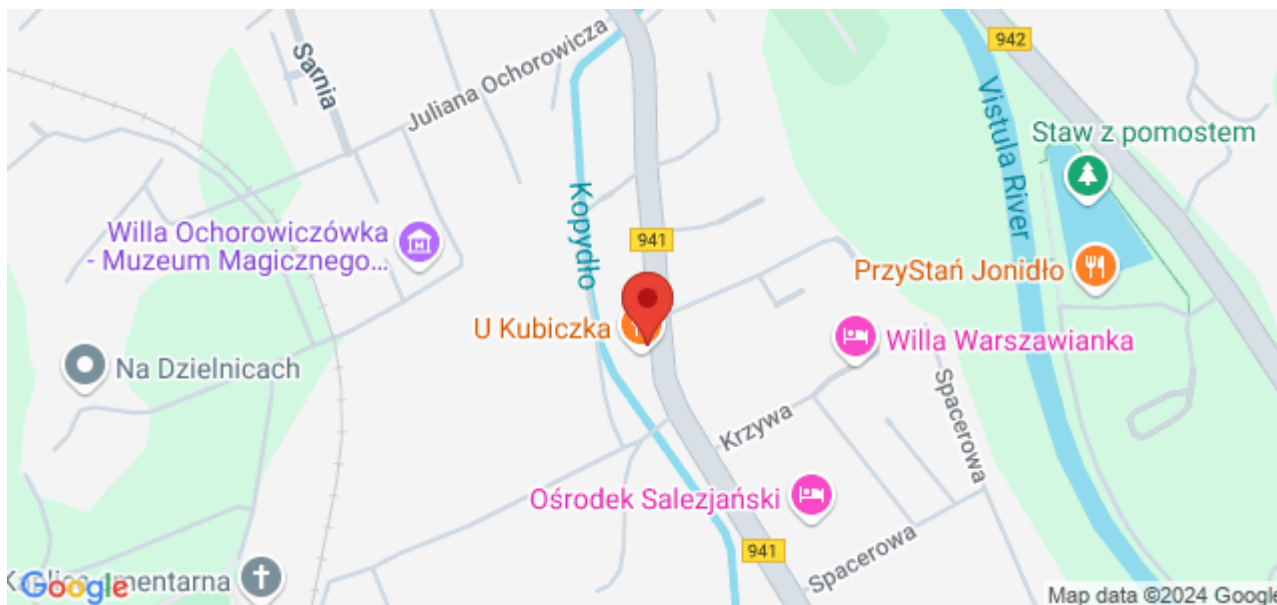 942
Sarnia
Juliana Ochorowicza
Vistula River
Staw z pomostem
Kopydło
Willa Ochorowiczówka
- Muzeum Magicznego...
941
PrzyStań Jonidło
U Kubiczka
Willa Warszawianka
Na Dzielnicach
Spacerowa
Krzywa
Ośrodek Salezjański
941
Spacerowa
Google
Map data ©2024 Google